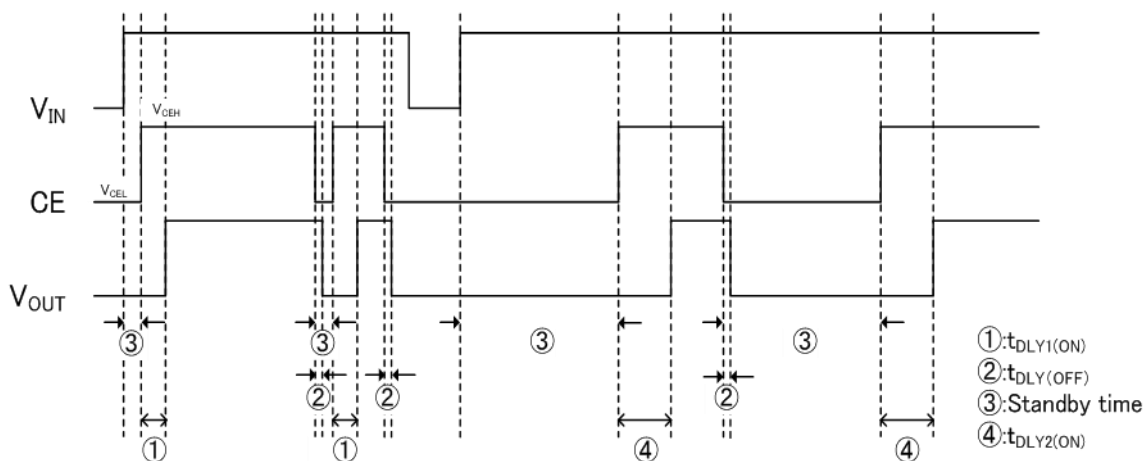 VIN
VCEH
VCEL
CE
VOUT
③ ③ ③ ③
② ② ②
① ① ④ ④
①:tDLY1(ON)
②:tDLY(OFF)
③:Standby time
④:tDLY2(ON)